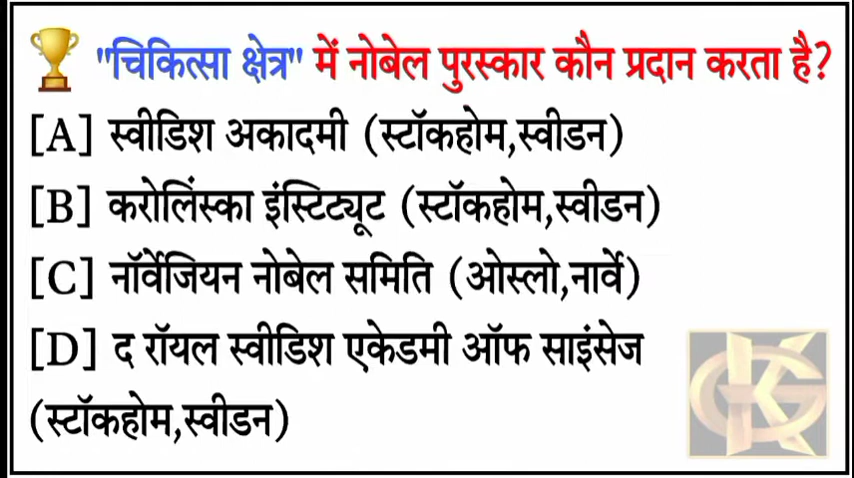 "चिकित्सा क्षेत्र" में नोबेल पुरस्कार कौन प्रदान करता है?
[A] स्वीडिश अकादमी (स्टॉकहोम,स्वीडन)
[B] करोलिंस्का इंस्टिट्यूट (स्टॉकहोम,स्वीडन)
[C] नॉर्वेजियन नोबेल समिति (ओस्लो,नार्वे)
[D] द रॉयल स्वीडिश एकेडमी ऑफ साइंसेज
(स्टॉकहोम,स्वीडन)